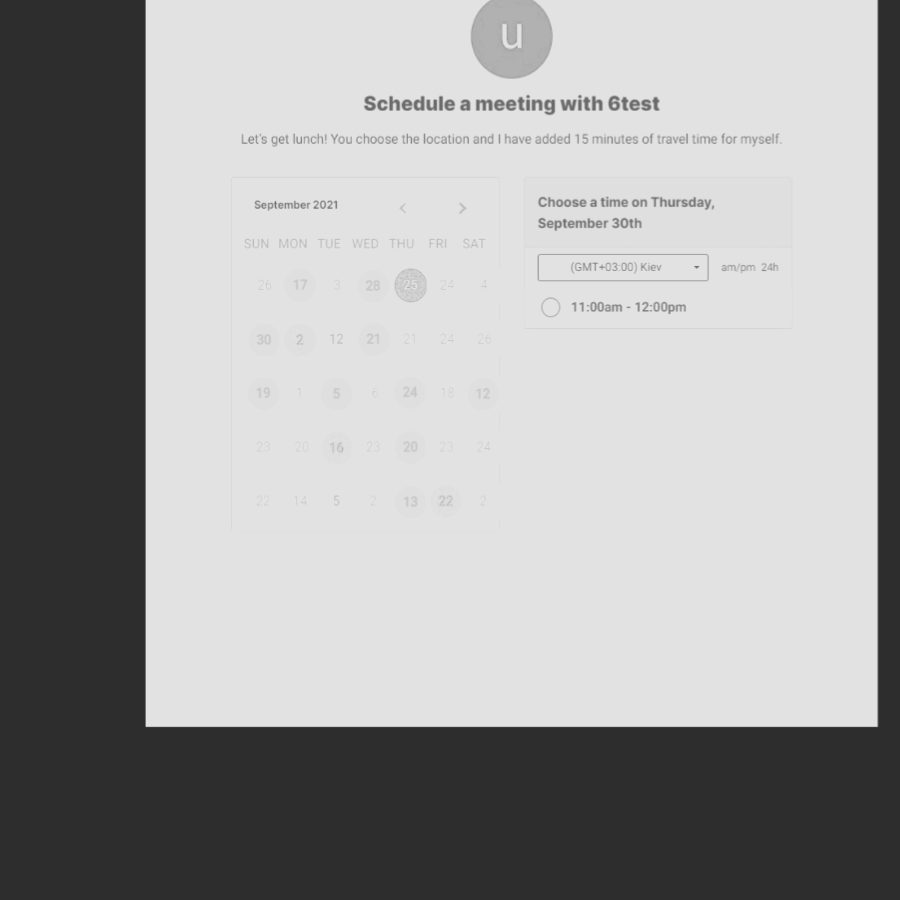 u
Schedule a meeting with 6test
Let's get lunch! You choose the location and I have added 15 minutes of travel time for myself.
September 2021
SUN MON TUE WED THU FRI SAT
26 17 3 28 25 24 4
30 2 12 21 21 24 26
19 1 5 6 24 18 12
23 20 16 23 20 23 24
22 14 5 2 13 22 2
Choose a time on Thursday,
September 30th
(GMT+03:00) Kiev am/pm 24h
11:00am - 12:00pm